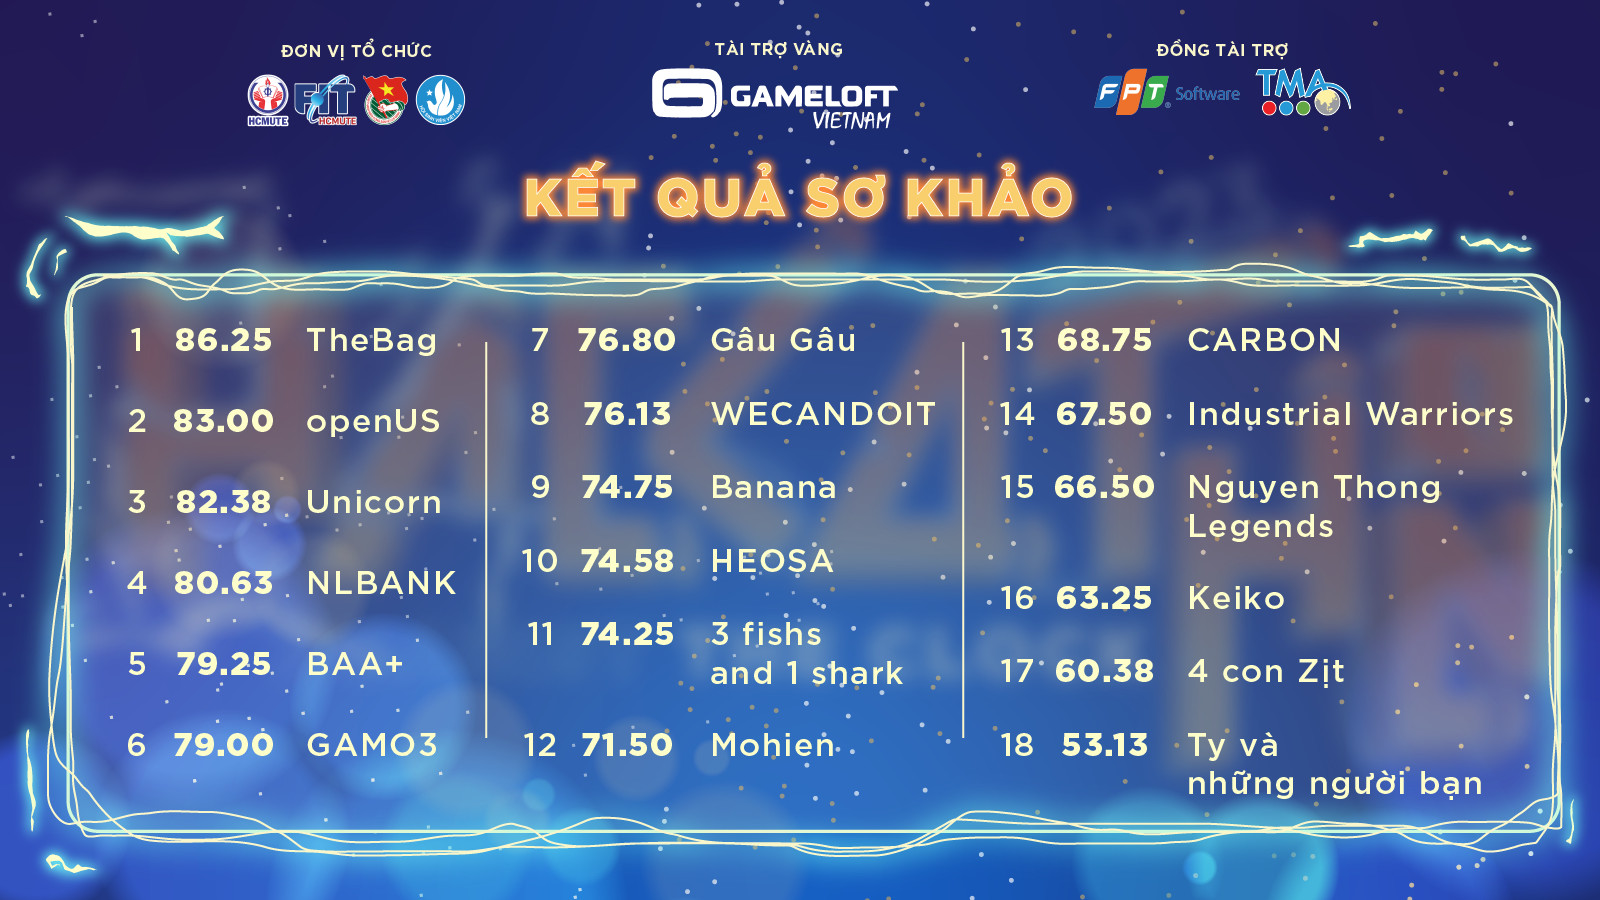 ĐƠN VỊ TỔ CHỨC
HCMUTE
FIT
HCMUTE
TÀI TRỢ VÀNG
GAMELOFT
VIETNAM
ĐỒNG TÀI TRỢ
FPT Software
TMA
KẾT QUẢ SƠ KHẢO
1 86.25 TheBag
2 83.00 openUS
3 82.38 Unicorn
4 80.63 NLBANK
5 79.25 BAA+
6 79.00 GAMO3
7 76.80 Gâu Gâu
8 76.13 WECANDOIT
9 74.75 Banana
10 74.58 HEOSA
11 74.25 3 fishs
and 1 shark
12 71.50 Mohien
13 68.75 CARBON
14 67.50 Industrial Warriors
15 66.50 Nguyen Thong
Legends
16 63.25 Keiko
17 60.38 4 con Zịt
18 53.13 Ty và
những người bạn